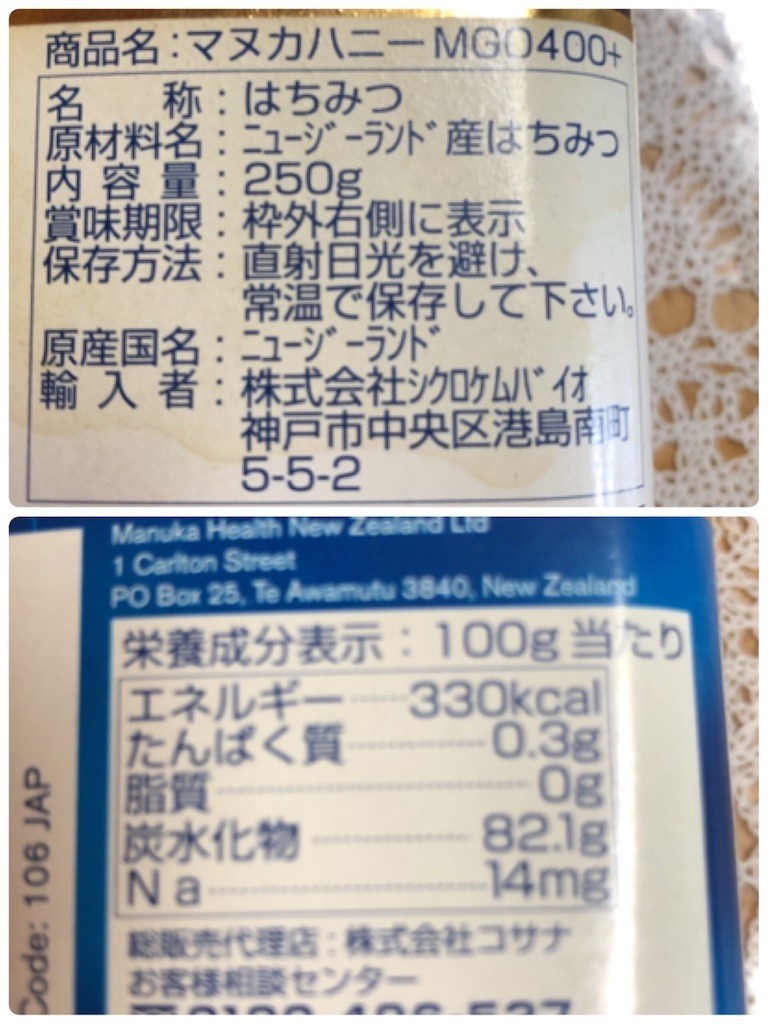 商品名：マヌカハニーMGO400+
名称：はちみつ
原材料名：ﾆｭｰｼﾞｰﾗﾝﾄﾞ産はちみつ
内容量：250g
賞味期限：枠外右側に表示
保存方法：直射日光を避け、
常温で保存して下さい。
原産国名：ﾆｭｰｼﾞｰﾗﾝﾄﾞ
輸入者：株式会社ｼｸﾛｹﾑﾊﾞｲｵ
神戸市中央区港島南町
5-5-2
Manuka Health New Zealand Ltd
1 Carlton Street
PO Box 25, Te Awamutu 3840, New Zealand
栄養成分表示：100g当たり
エネルギー……330kcal
たんぱく質……0.3g
脂質……0g
炭水化物……82.1g
Na……14mg
総販売代理店：株式会社コサナ
お客様相談センター
Code: 106 JAP